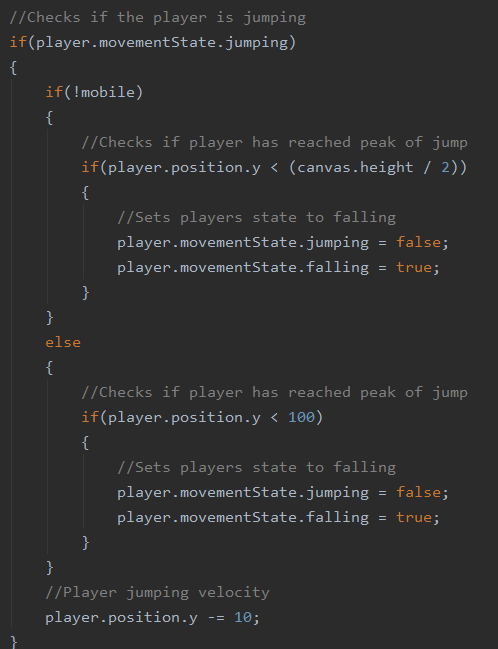 //Checks if the player is jumping
if(player.movementState.jumping)
{
    if(!mobile)
    {
        //Checks if player has reached peak of jump
        if(player.position.y < (canvas.height / 2))
        {
            //Sets players state to falling
            player.movementState.jumping = false;
            player.movementState.falling = true;
        }
    }
    else
    {
        //Checks if player has reached peak of jump
        if(player.position.y < 100)
        {
            //Sets players state to falling
            player.movementState.jumping = false;
            player.movementState.falling = true;
        }
    }
    //Player jumping velocity
    player.position.y -= 10;
}